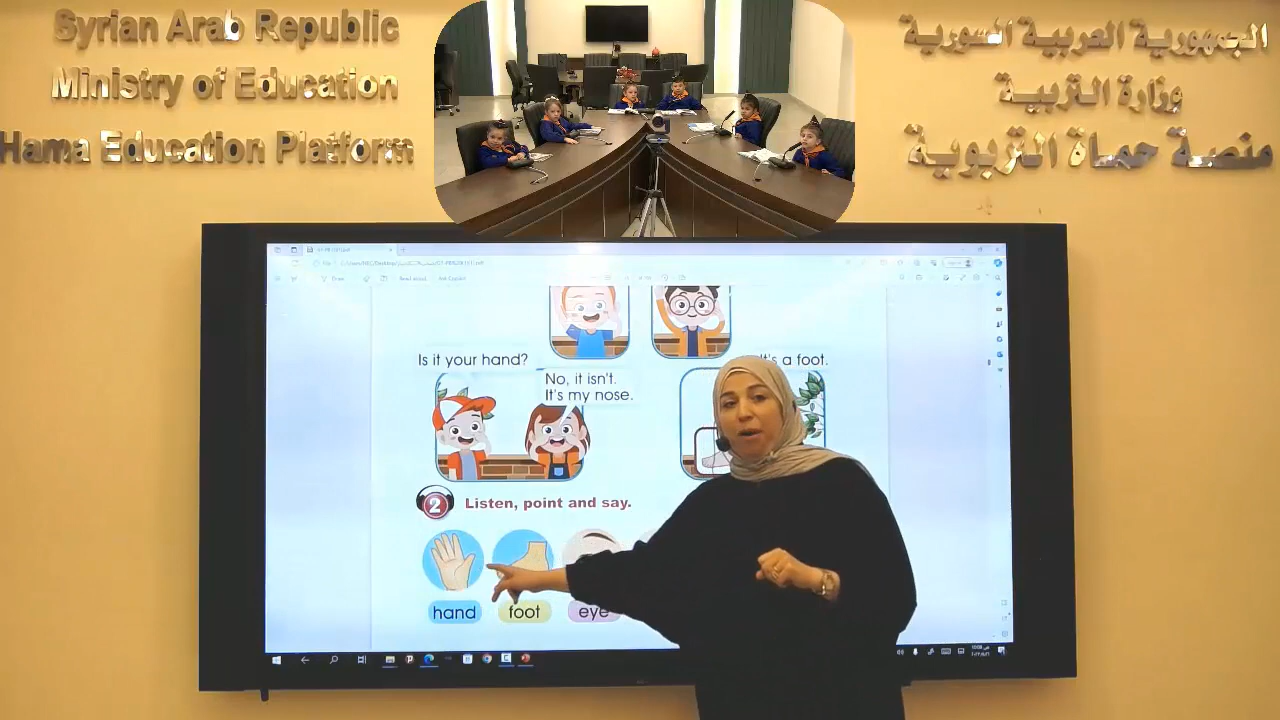 Syrian Arab Republic
Ministry of Education
Hama Education Platform
الجمهورية العربية السورية
وزارة التربية
منصة حماة التربوية
Is it your hand?
No, it isn't.
It's my nose.
It's a foot.
2 Listen, point and say.
hand
foot
eye